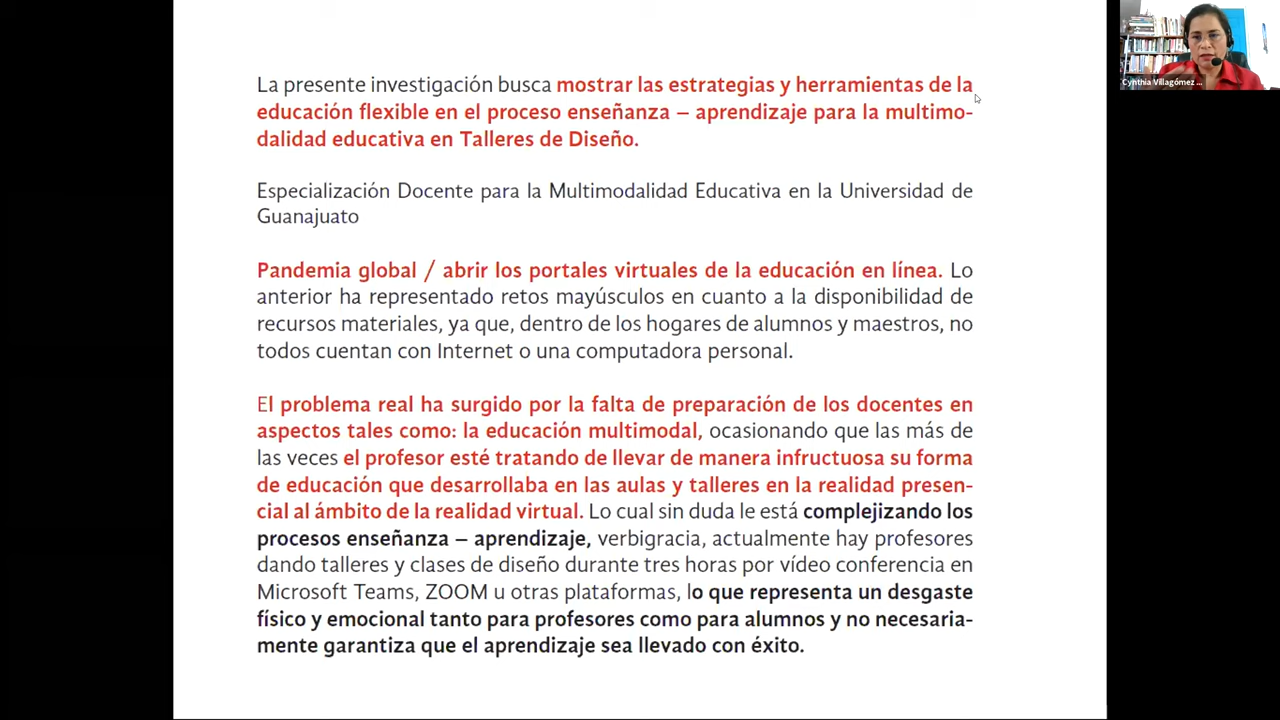 La presente investigación busca mostrar las estrategias y herramientas de la
educación flexible en el proceso enseñanza – aprendizaje para la multimo-
dalidad educativa en Talleres de Diseño.
Especialización Docente para la Multimodalidad Educativa en la Universidad de
Guanajuato
Pandemia global / abrir los portales virtuales de la educación en línea. Lo
anterior ha representado retos mayúsculos en cuanto a la disponibilidad de
recursos materiales, ya que, dentro de los hogares de alumnos y maestros, no
todos cuentan con Internet o una computadora personal.
El problema real ha surgido por la falta de preparación de los docentes en
aspectos tales como: la educación multimodal, ocasionando que las más de
las veces el profesor esté tratando de llevar de manera infructuosa su forma
de educación que desarrollaba en las aulas y talleres en la realidad presen-
cial al ámbito de la realidad virtual. Lo cual sin duda le está complejizando los
procesos enseñanza – aprendizaje, verbigracia, actualmente hay profesores
dando talleres y clases de diseño durante tres horas por vídeo conferencia en
Microsoft Teams, ZOOM u otras plataformas, lo que representa un desgaste
físico y emocional tanto para profesores como para alumnos y no necesaria-
mente garantiza que el aprendizaje sea llevado con éxito.
Cynthia Villagómez ...